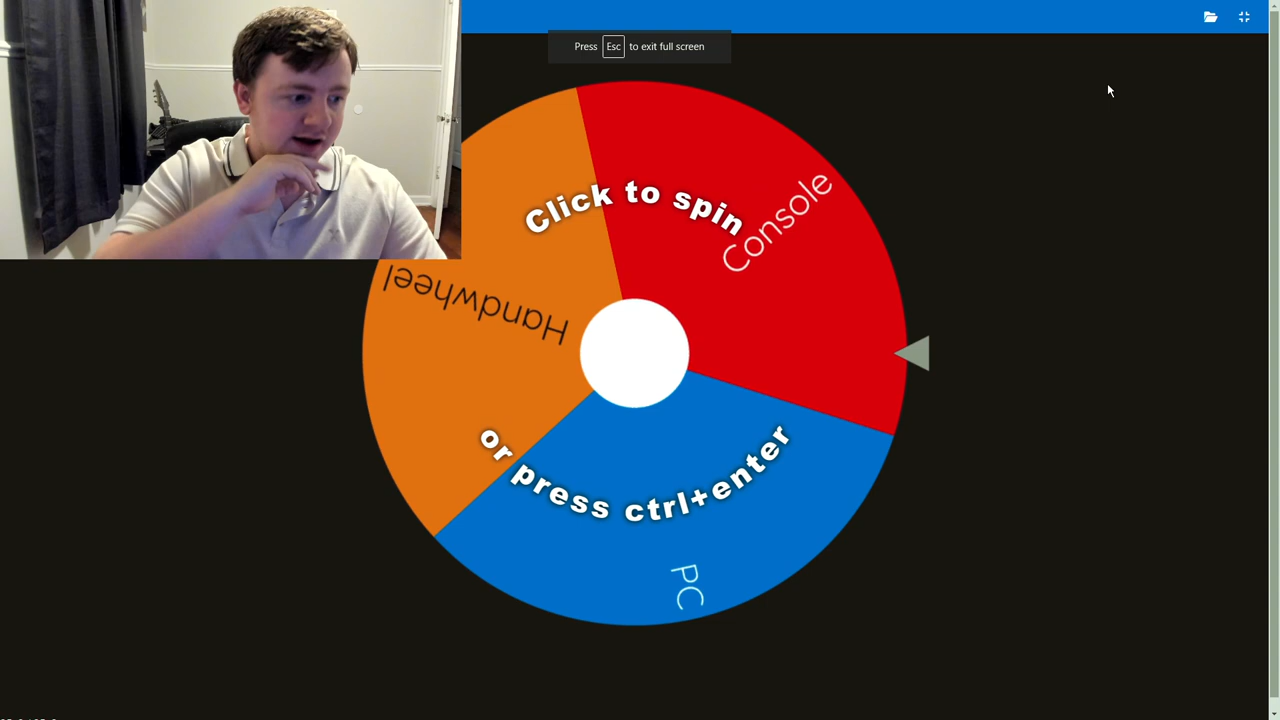 Press Esc to exit full screen
Click to spin
Console
Handwheel
or press ctrl+enter
PC